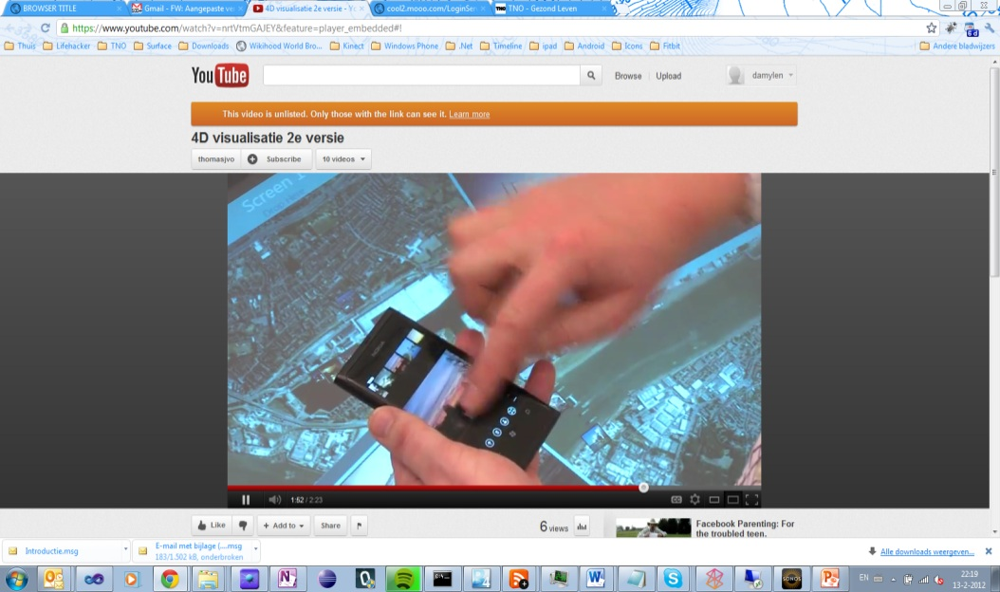 BROWSER TITLE
Gmail - FW: Aangepaste ve
4D visualisatie 2e versie - Yo
cool2.mooo.com/LoginSer
TNO - Gezond Leven
https://www.youtube.com/watch?v=nrtVtmGAJEY&feature=player_embedded#!
Thuis Lifehacker TNO Surface Downloads Wikihood World Bro... Kinect Windows Phone .Net Timeline ipad Android Icons Fitbit Andere bladwijzers
YouTube Browse Upload damylen
This video is unlisted. Only those with the link can see it. Learn more
4D visualisatie 2e versie
thomasjvo Subscribe 10 videos
Screen
1:52 / 2:23 CC
Like Add to Share 6 views
Facebook Parenting: For
the troubled teen.
Introductie.msg
E-mail met bijlage (....msg
183/1.502 kB, onderbroken
Alle downloads weergeven...
EN 22:19
13-2-2012
SONOS